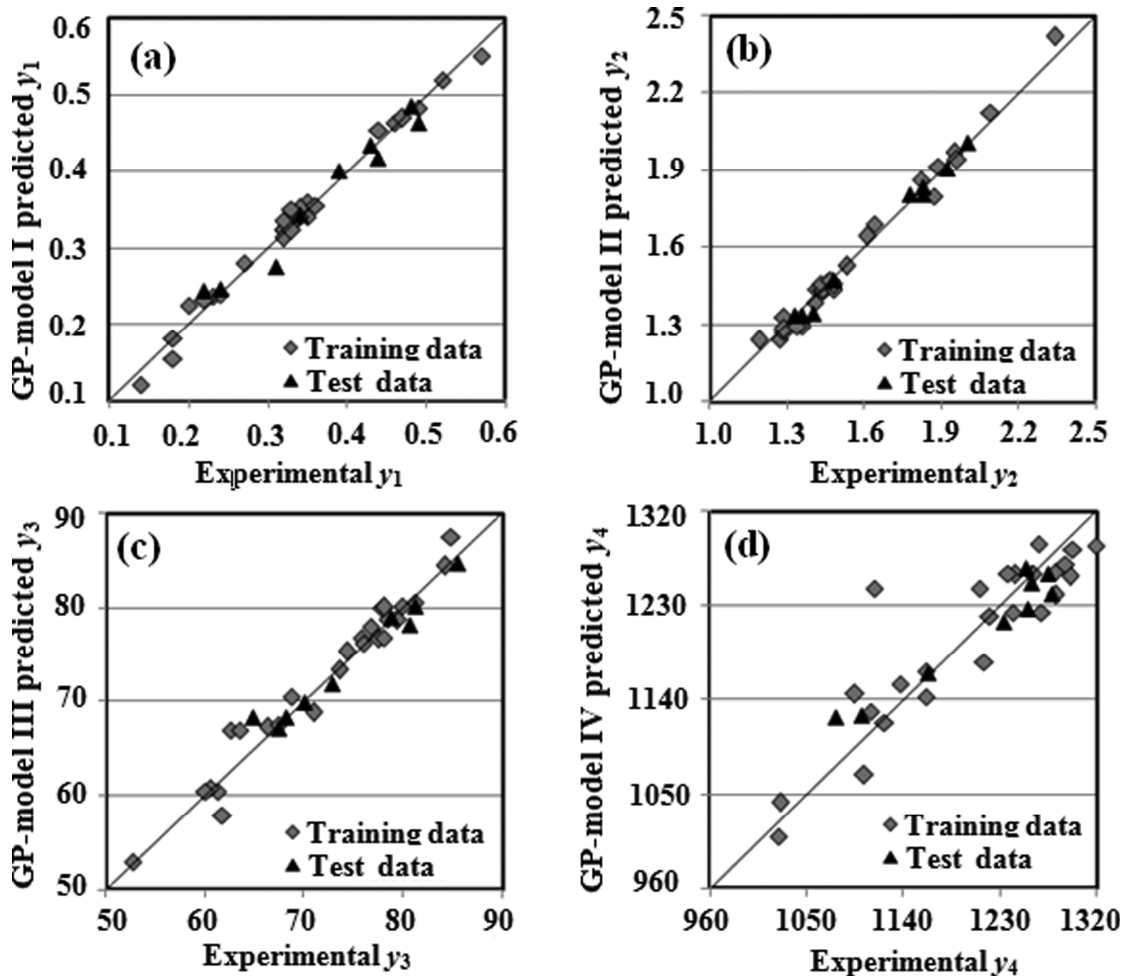 (a)
GP-model I predicted y1
0.6
0.5
0.4
0.3
0.2
0.1
Training data
Test data
0.1 0.2 0.3 0.4 0.5 0.6
Experimental y1
(b)
GP-model II predicted y2
2.5
2.2
1.9
1.6
1.3
1.0
Training data
Test data
1.0 1.3 1.6 1.9 2.2 2.5
Experimental y2
(c)
GP-model III predicted y3
90
80
70
60
50
Training data
Test data
50 60 70 80 90
Experimental y3
(d)
GP-model IV predicted y4
1320
1230
1140
1050
960
Training data
Test data
960 1050 1140 1230 1320
Experimental y4